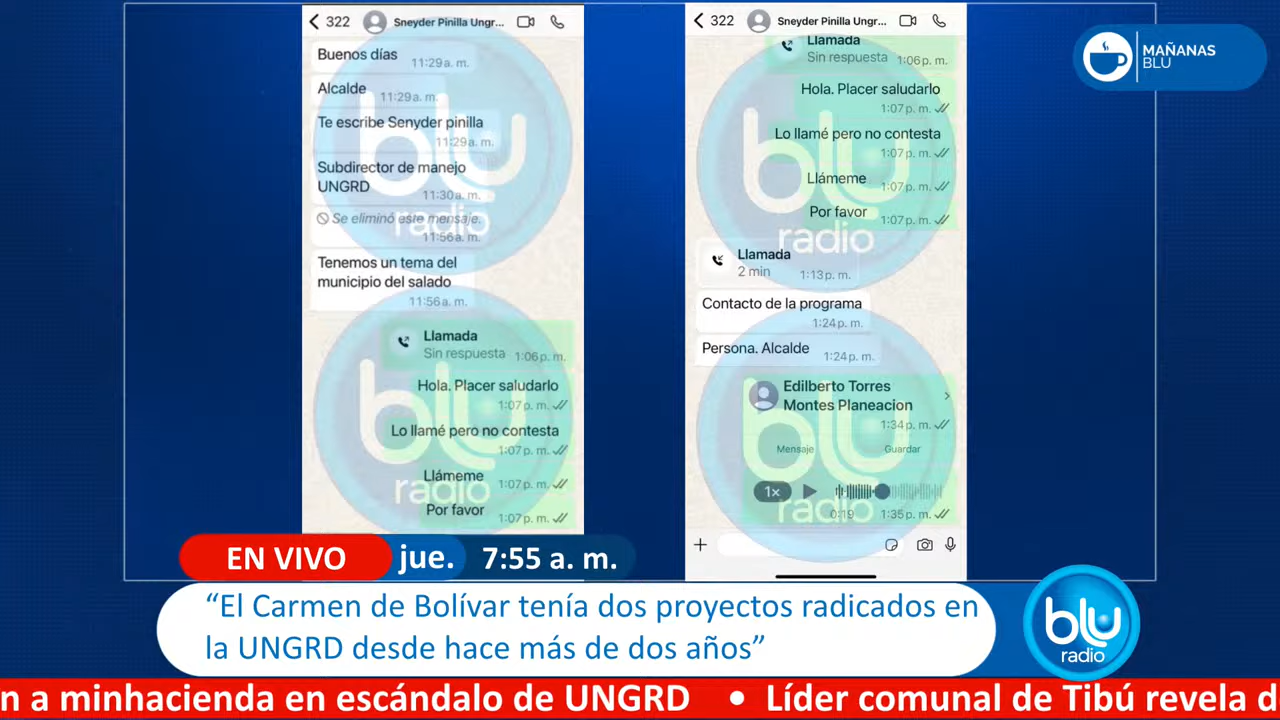 322
Sneyder Pinilla Ungr...
Buenos días
11:29 a. m.
Alcalde
11:29 a. m.
Te escribe Senyder pinilla
11:29 a. m.
Subdirector de manejo
UNGRD
11:30 a. m.
Se eliminó este mensaje.
11:56 a. m.
Tenemos un tema del
municipio del salado
11:56 a. m.
Llamada
Sin respuesta
1:06 p. m.
Hola. Placer saludarlo
1:07 p. m.
Lo llamé pero no contesta
1:07 p. m.
Llámeme
1:07 p. m.
Por favor
1:07 p. m.
blu
radio
blu
radio
322
Sneyder Pinilla Ungr...
Llamada
Sin respuesta
1:06 p. m.
Hola. Placer saludarlo
1:07 p. m.
Lo llamé pero no contesta
1:07 p. m.
Llámeme
1:07 p. m.
Por favor
1:07 p. m.
Llamada
2 min
1:13 p. m.
Contacto de la programa
1:24 p. m.
Persona. Alcalde
1:24 p. m.
Edilberto Torres
Montes Planeacion
1:34 p. m.
Mensaje
Guardar
1x
0:19
1:35 p. m.
blu
radio
blu
radio
MAÑANAS
BLU
EN VIVO
jue.
7:55 a. m.
“El Carmen de Bolívar tenía dos proyectos radicados en
la UNGRD desde hace más de dos años”
blu
radio
n a minhacienda en escándalo de UNGRD • Líder comunal de Tibú revela d